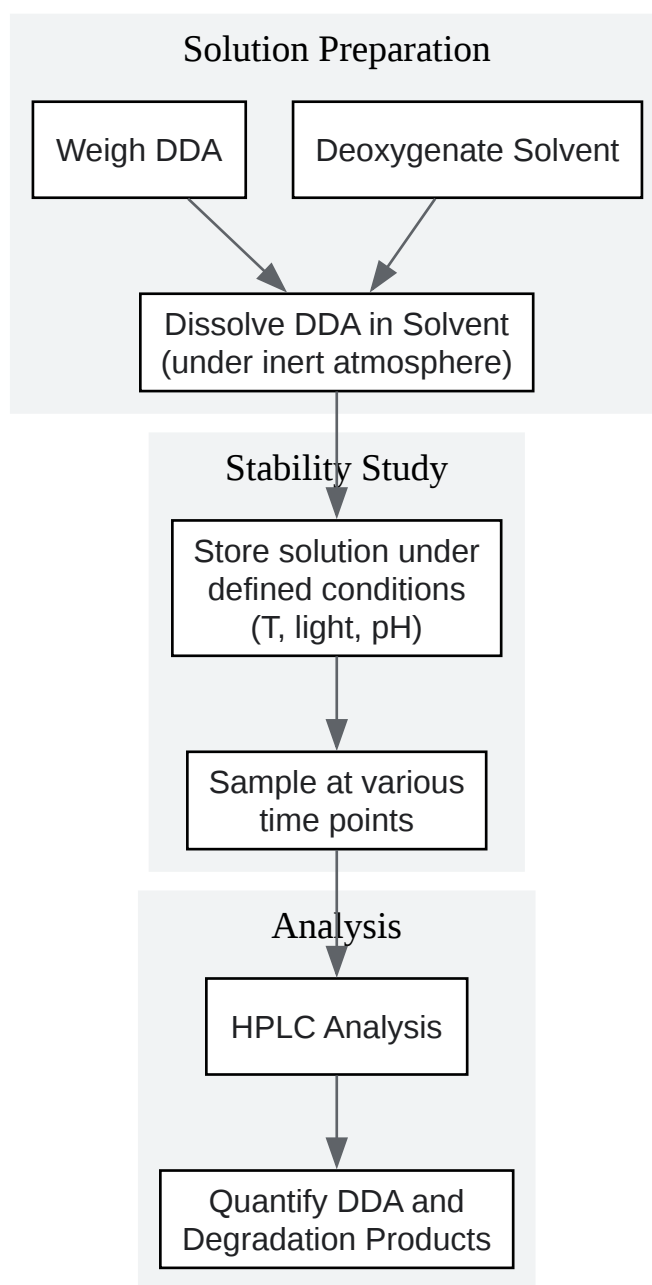 Solution Preparation
Weigh DDA
Deoxygenate Solvent
Dissolve DDA in Solvent
(under inert atmosphere)
Stability Study
Store solution under
defined conditions
(T, light, pH)
Sample at various
time points
Analysis
HPLC Analysis
Quantify DDA and
Degradation Products